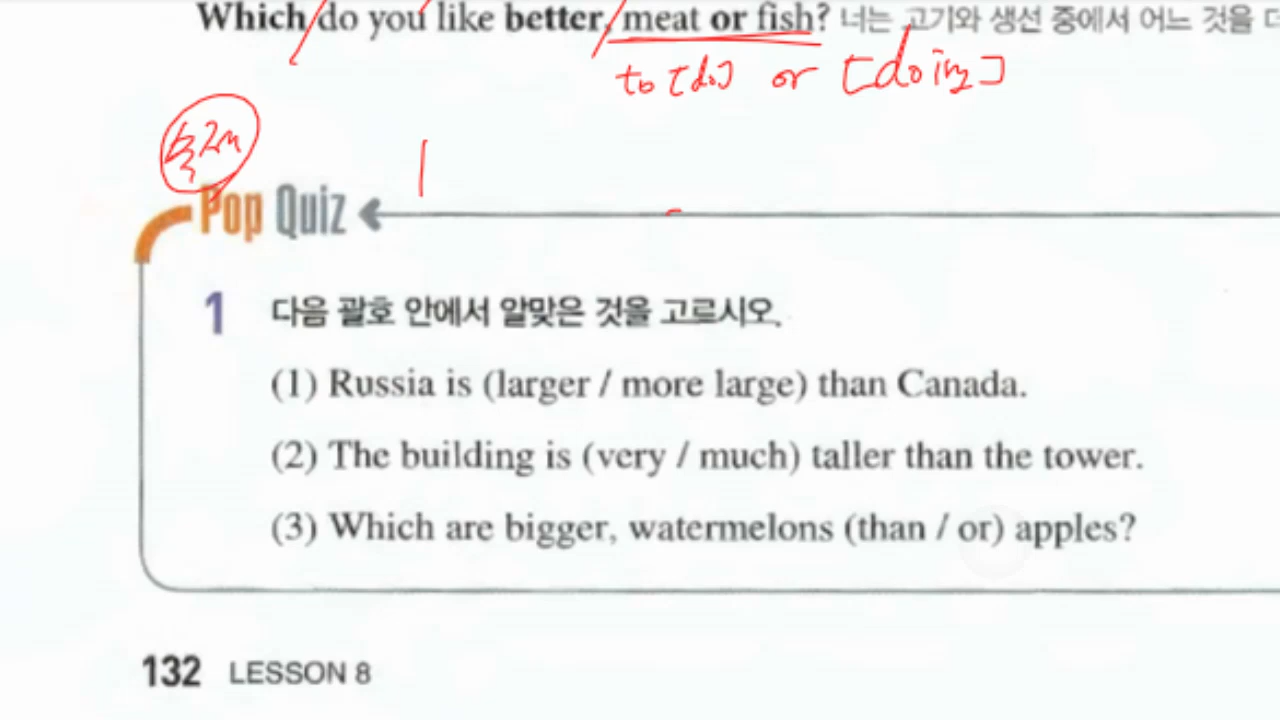 Which do you like better, meat or fish? 너는 고기와 생선 중에서 어느 것을 더
to [do] or [doing]
Pop Quiz
1 다음 괄호 안에서 알맞은 것을 고르시오.
(1) Russia is (larger / more large) than Canada.
(2) The building is (very / much) taller than the tower.
(3) Which are bigger, watermelons (than / or) apples?
132 LESSON 8